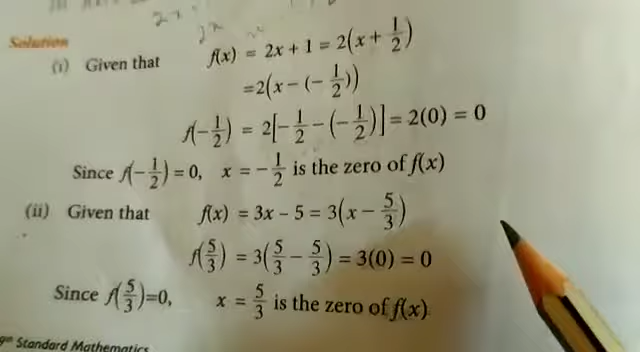 2x
2x
Solution
(i) Given that f(x) = 2x + 1 = 2(x + 1/2)
=2(x − (− 1/2))
f(−1/2) = 2[−1/2 − (−1/2)] = 2(0) = 0
Since f(−1/2) = 0, x = −1/2 is the zero of f(x)
(ii) Given that f(x) = 3x − 5 = 3(x − 5/3)
f(5/3) = 3(5/3 − 5/3) = 3(0) = 0
Since f(5/3)=0, x = 5/3 is the zero of f(x)
Standard Mathematics